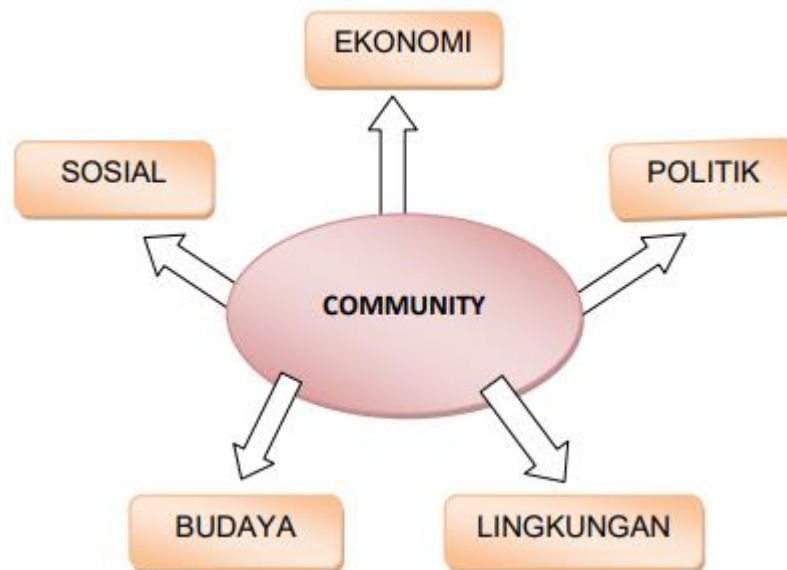 EKONOMI
SOSIAL
POLITIK
COMMUNITY
BUDAYA
LINGKUNGAN